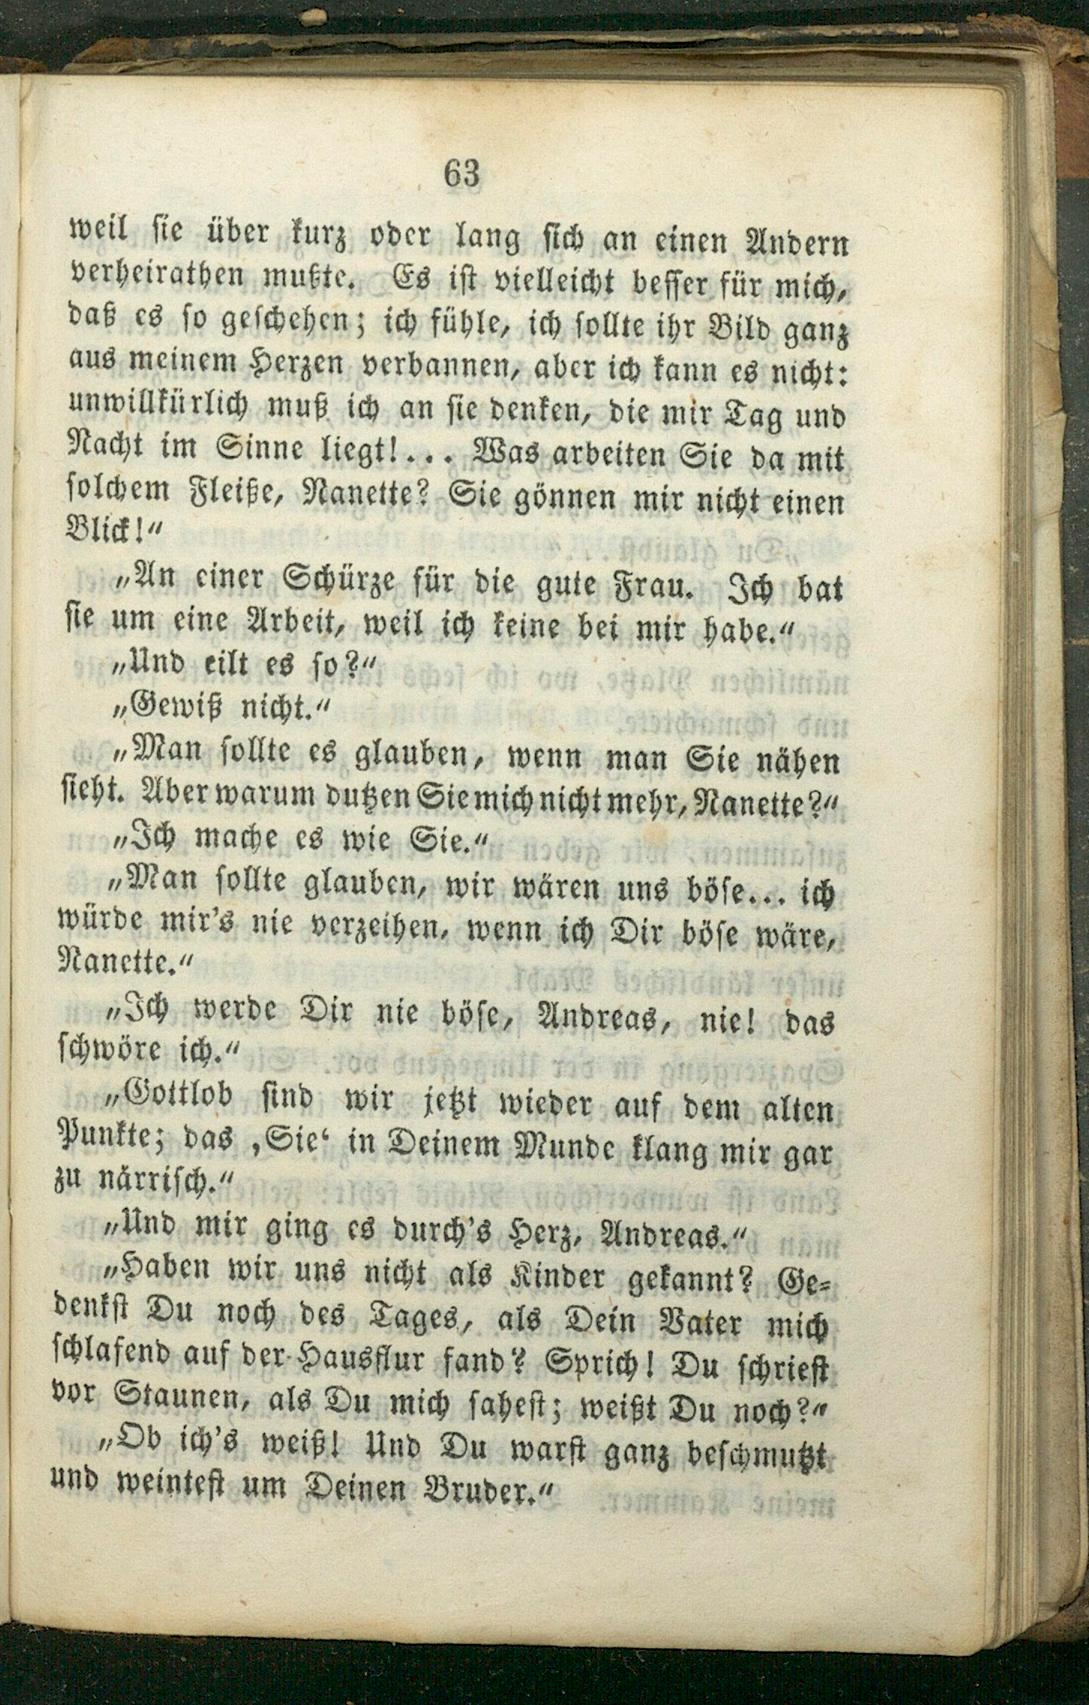 63
weil sie über kurz oder lang sich an einen Andern
verheirathen mußte. Es ist vielleicht besser für mich,
daß es so geschehen; ich fühle, ich sollte ihr Bild ganz
aus meinem Herzen verbannen, aber ich kann es nicht:
unwillkürlich muß ich an sie denken, die mir Tag und
Nacht im Sinne liegt!... Was arbeiten Sie da mit
solchem Fleiße, Nanette? Sie gönnen mir nicht einen
Blick!“
„An einer Schürze für die gute Frau. Ich bat
sie um eine Arbeit, weil ich keine bei mir habe.“
„Und eilt es so?“
„Gewiß nicht.“
„Man sollte es glauben, wenn man Sie nähen
sieht. Aber warum dutzen Sie mich nicht mehr, Nanette?“
„Ich mache es wie Sie.“
„Man sollte glauben, wir wären uns böse... ich
würde mir's nie verzeihen, wenn ich Dir böse wäre,
Nanette.“
„Ich werde Dir nie böse, Andreas, nie! das
schwöre ich.“
„Gottlob sind wir jetzt wieder auf dem alten
Punkte; das ‚Sie‘ in Deinem Munde klang mir gar
zu närrisch.“
„Und mir ging es durch's Herz, Andreas.“
„Haben wir uns nicht als Kinder gekannt? Ge-
denkst Du noch des Tages, als Dein Vater mich
schlafend auf der Hausflur fand? Sprich! Du schriest
vor Staunen, als Du mich sahest; weißt Du noch?“
„Ob ich's weiß! Und Du warst ganz beschmutzt
und weintest um Deinen Bruder.“